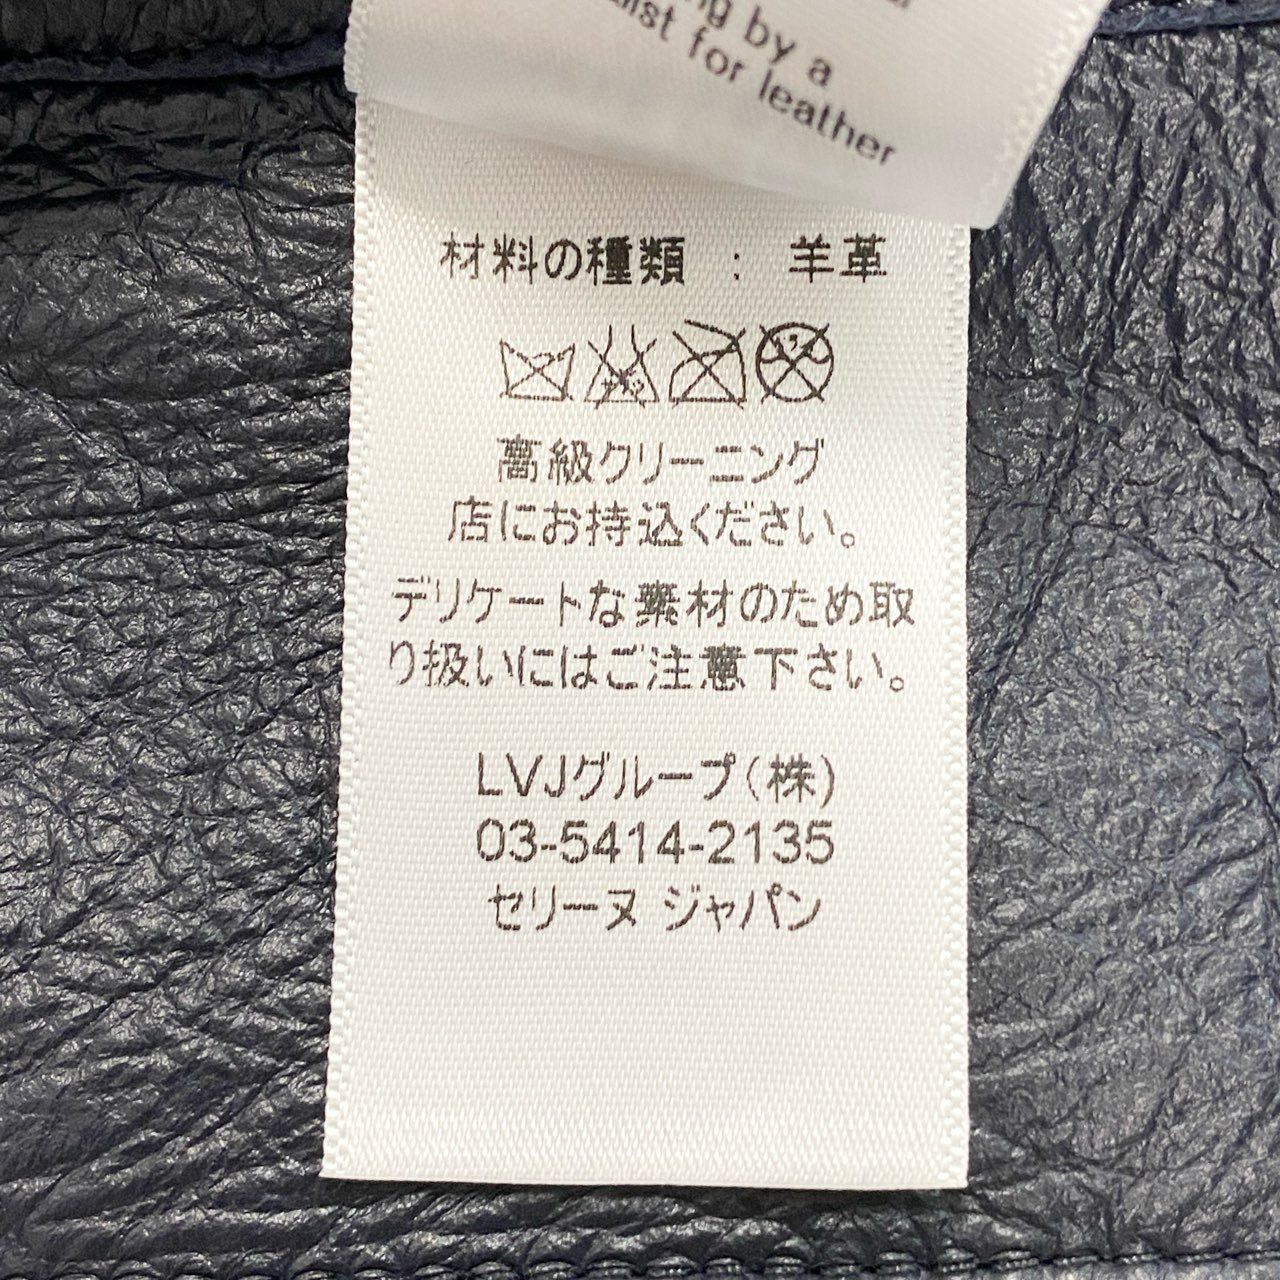 by a
for leather
材料の種類 : 羊革
高級クリーニング
店にお持込ください。
デリケートな素材のため取
り扱いにはご注意下さい。
LVJグループ(株)
03-5414-2135
セリーヌ ジャパン